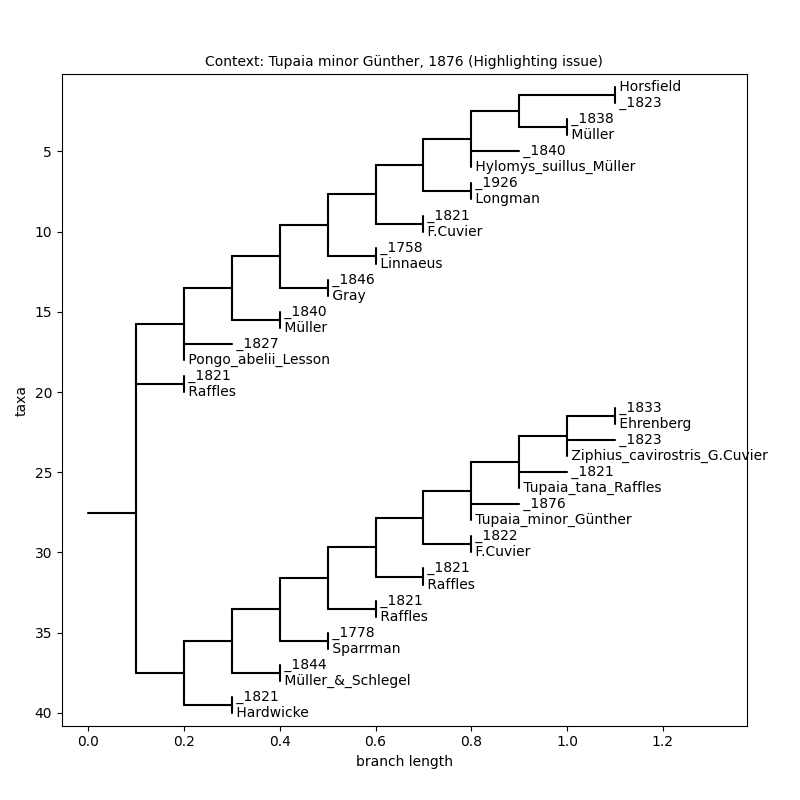 Context: Tupaia minor Günther, 1876 (Highlighting issue)
Horsfield
_1823
_1838
Müller
_1840
Hylomys_suillus_Müller
_1926
Longman
_1821
F.Cuvier
_1758
Linnaeus
_1846
Gray
_1840
Müller
_1827
Pongo_abelii_Lesson
_1821
Raffles
_1833
Ehrenberg
_1823
Ziphius_cavirostris_G.Cuvier
_1821
Tupaia_tana_Raffles
_1876
Tupaia_minor_Günther
_1822
F.Cuvier
_1821
Raffles
_1821
Raffles
_1778
Sparrman
_1844
Müller_&_Schlegel
_1821
Hardwicke
5
10
15
20
25
30
35
40
taxa
0.0 0.2 0.4 0.6 0.8 1.0 1.2
branch length